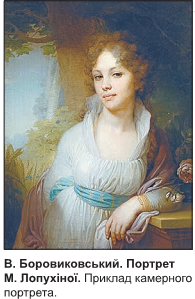 В. Боровиковський. Портрет
М. Лопухіної. Приклад камерного
портрета.